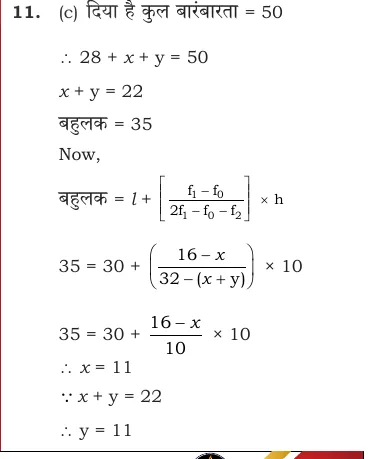 11. (c) दिया है कुल बारंबारता = 50
∴ 28 + x + y = 50
x + y = 22
बहुलक = 35
Now,
बहुलक = l + [ (f₁ – f₀) / (2f₁ – f₀ – f₂) ] × h
35 = 30 + ( (16 – x) / (32 – (x + y)) ) × 10
35 = 30 + (16 – x) / 10 × 10
∴ x = 11
∵ x + y = 22
∴ y = 11